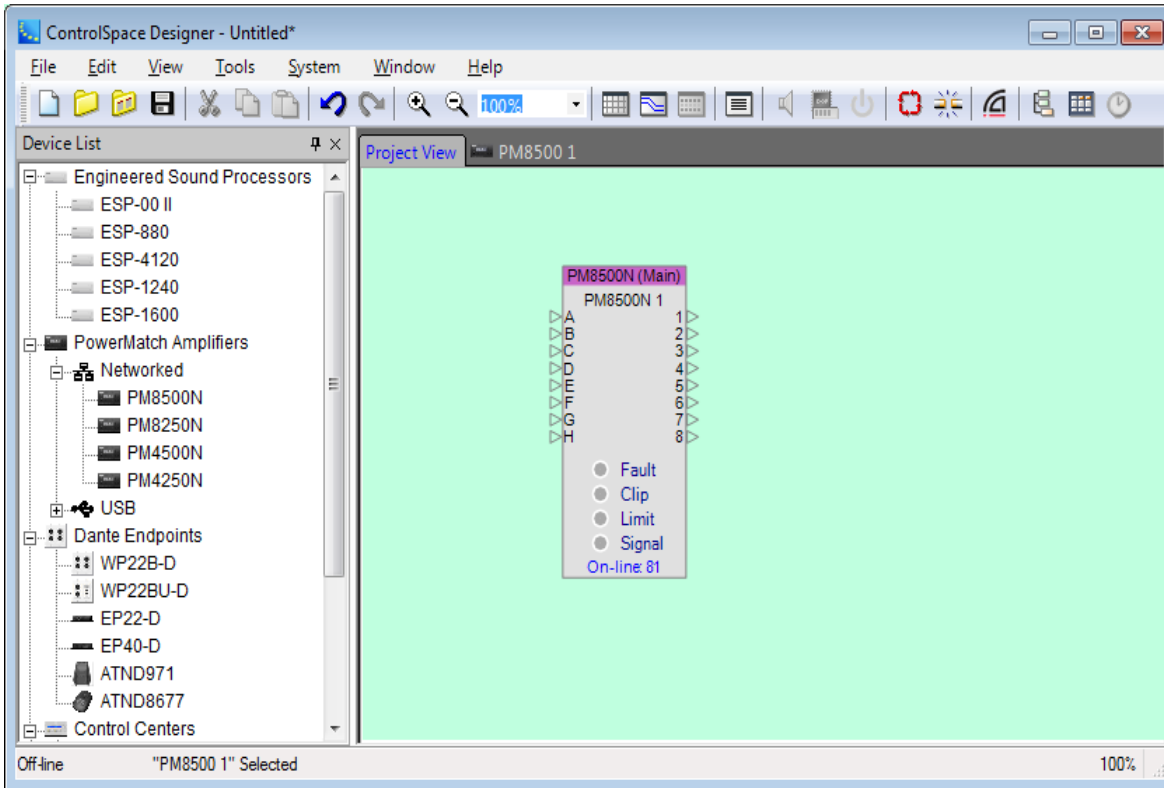 ControlSpace Designer - Untitled*
File Edit View Tools System Window Help
100%
Device List
Engineered Sound Processors
ESP-00 II
ESP-880
ESP-4120
ESP-1240
ESP-1600
PowerMatch Amplifiers
Networked
PM8500N
PM8250N
PM4500N
PM4250N
USB
Dante Endpoints
WP22B-D
WP22BU-D
EP22-D
EP40-D
ATND971
ATND8677
Control Centers
Project View PM8500 1
PM8500N (Main)
PM8500N 1
A 1
B 2
C 3
D 4
E 5
F 6
G 7
H 8
Fault
Clip
Limit
Signal
On-line: 81
Off-line "PM8500 1" Selected 100%